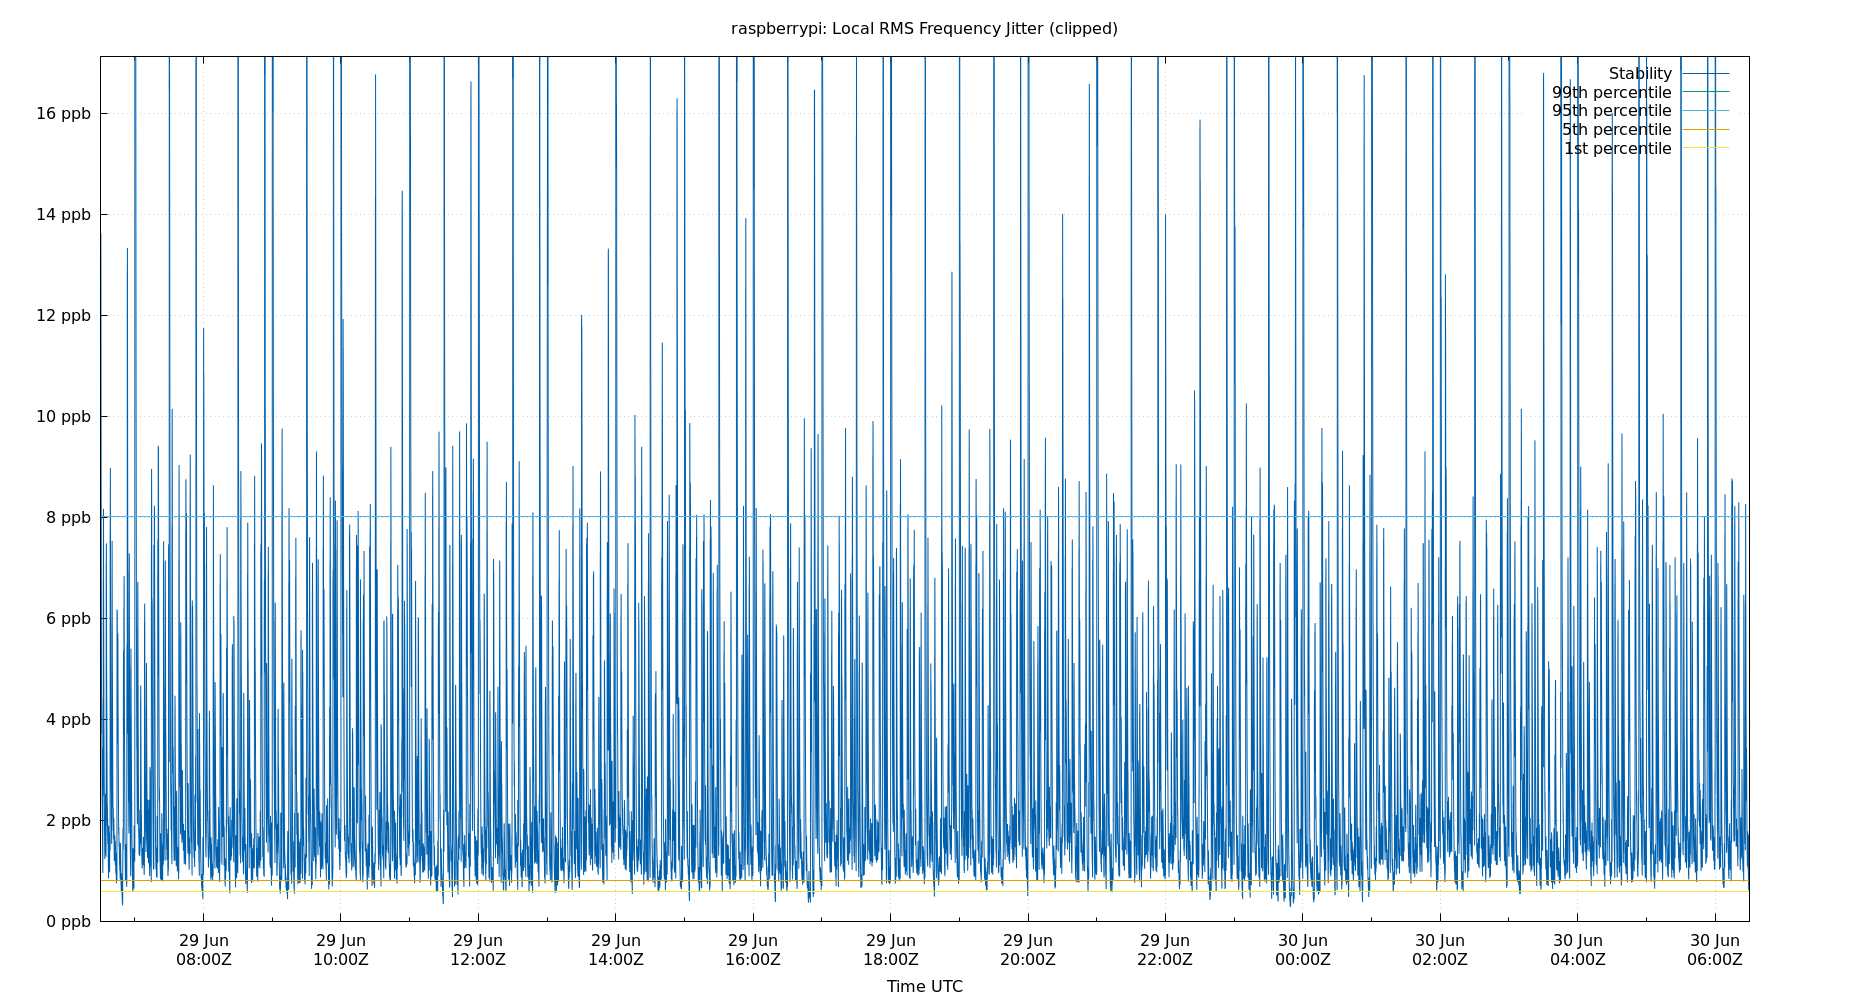 raspberrypi: Local RMS Frequency Jitter (clipped)
Stability
99th percentile
95th percentile
5th percentile
1st percentile
16 ppb
14 ppb
12 ppb
10 ppb
8 ppb
6 ppb
4 ppb
2 ppb
0 ppb
29 Jun 29 Jun 29 Jun 29 Jun 29 Jun 29 Jun 29 Jun 29 Jun 30 Jun 30 Jun 30 Jun 30 Jun
08:00Z 10:00Z 12:00Z 14:00Z 16:00Z 18:00Z 20:00Z 22:00Z 00:00Z 02:00Z 04:00Z 06:00Z
Time UTC